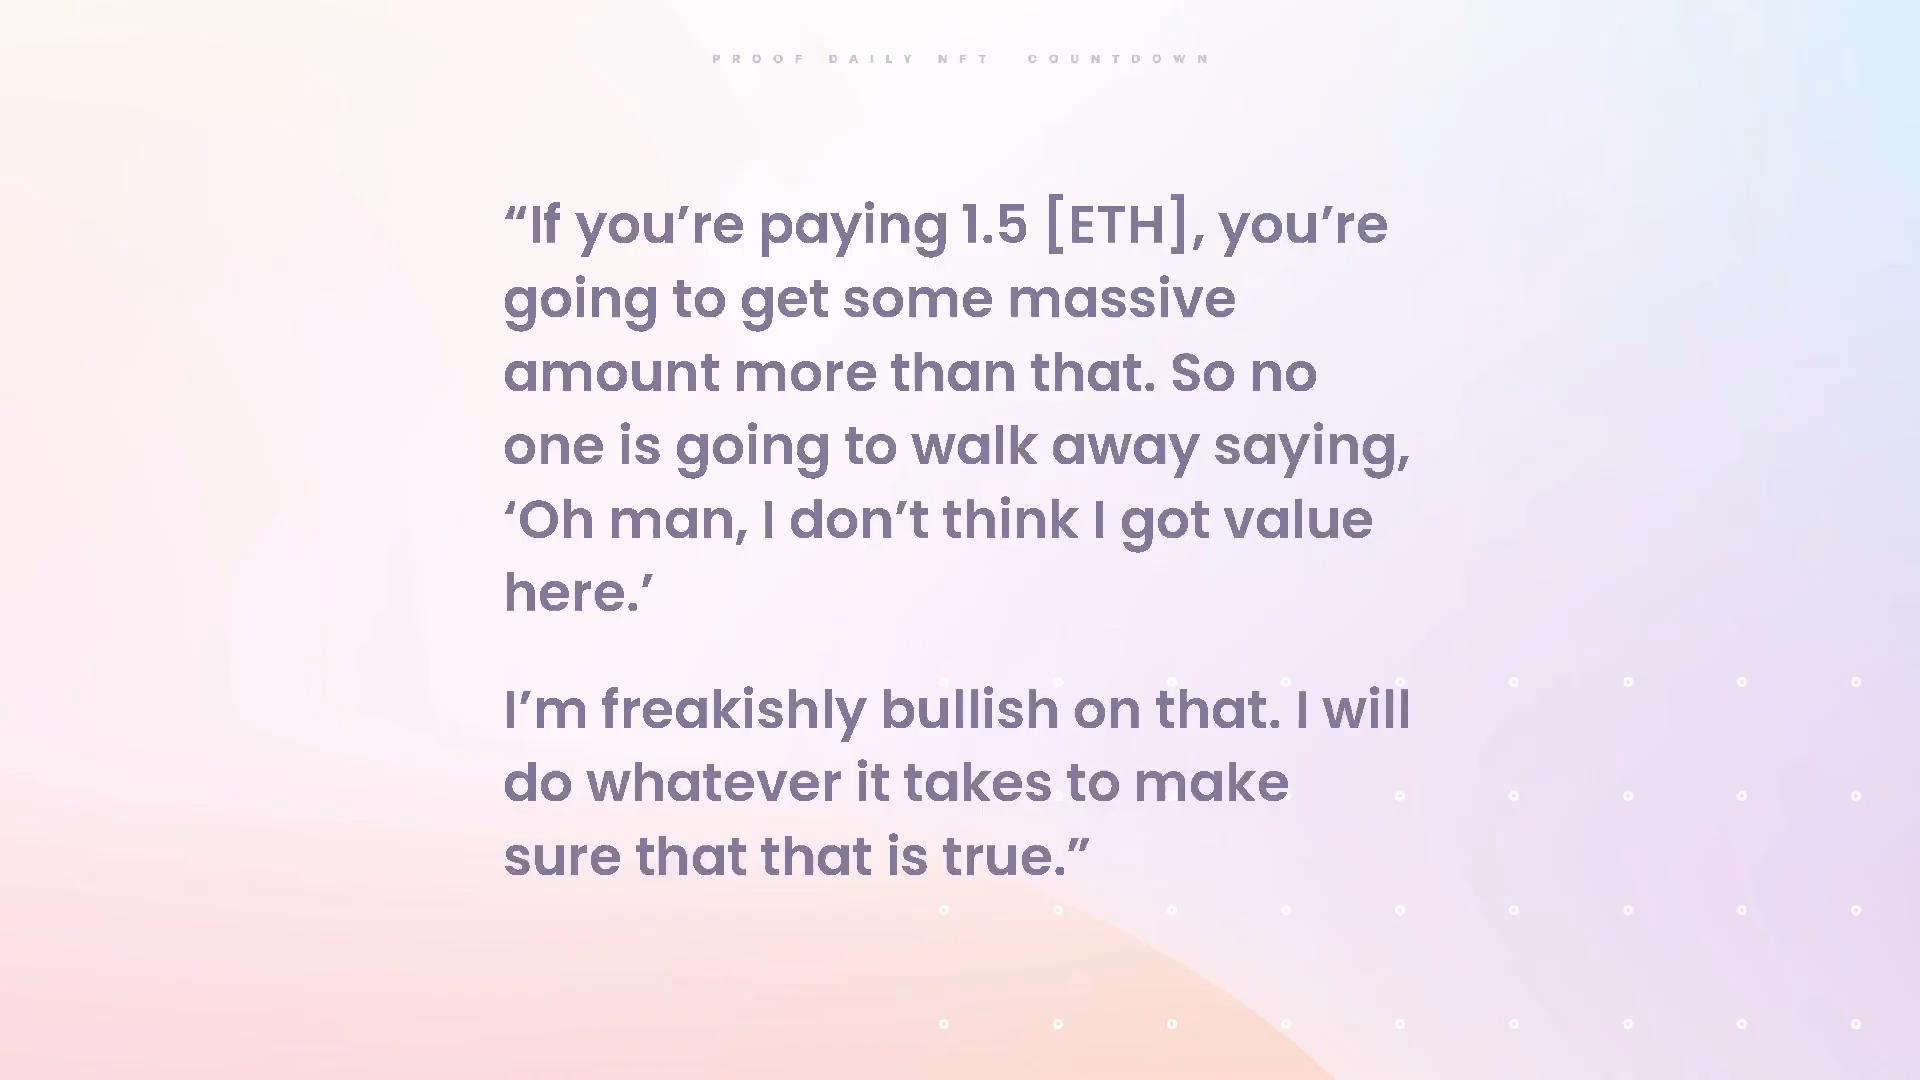 PROOF DAILY NFT COUNTDOWN
“If you’re paying 1.5 [ETH], you’re
going to get some massive
amount more than that. So no
one is going to walk away saying,
‘Oh man, I don’t think I got value
here.’
I’m freakishly bullish on that. I will
do whatever it takes to make
sure that that is true.”